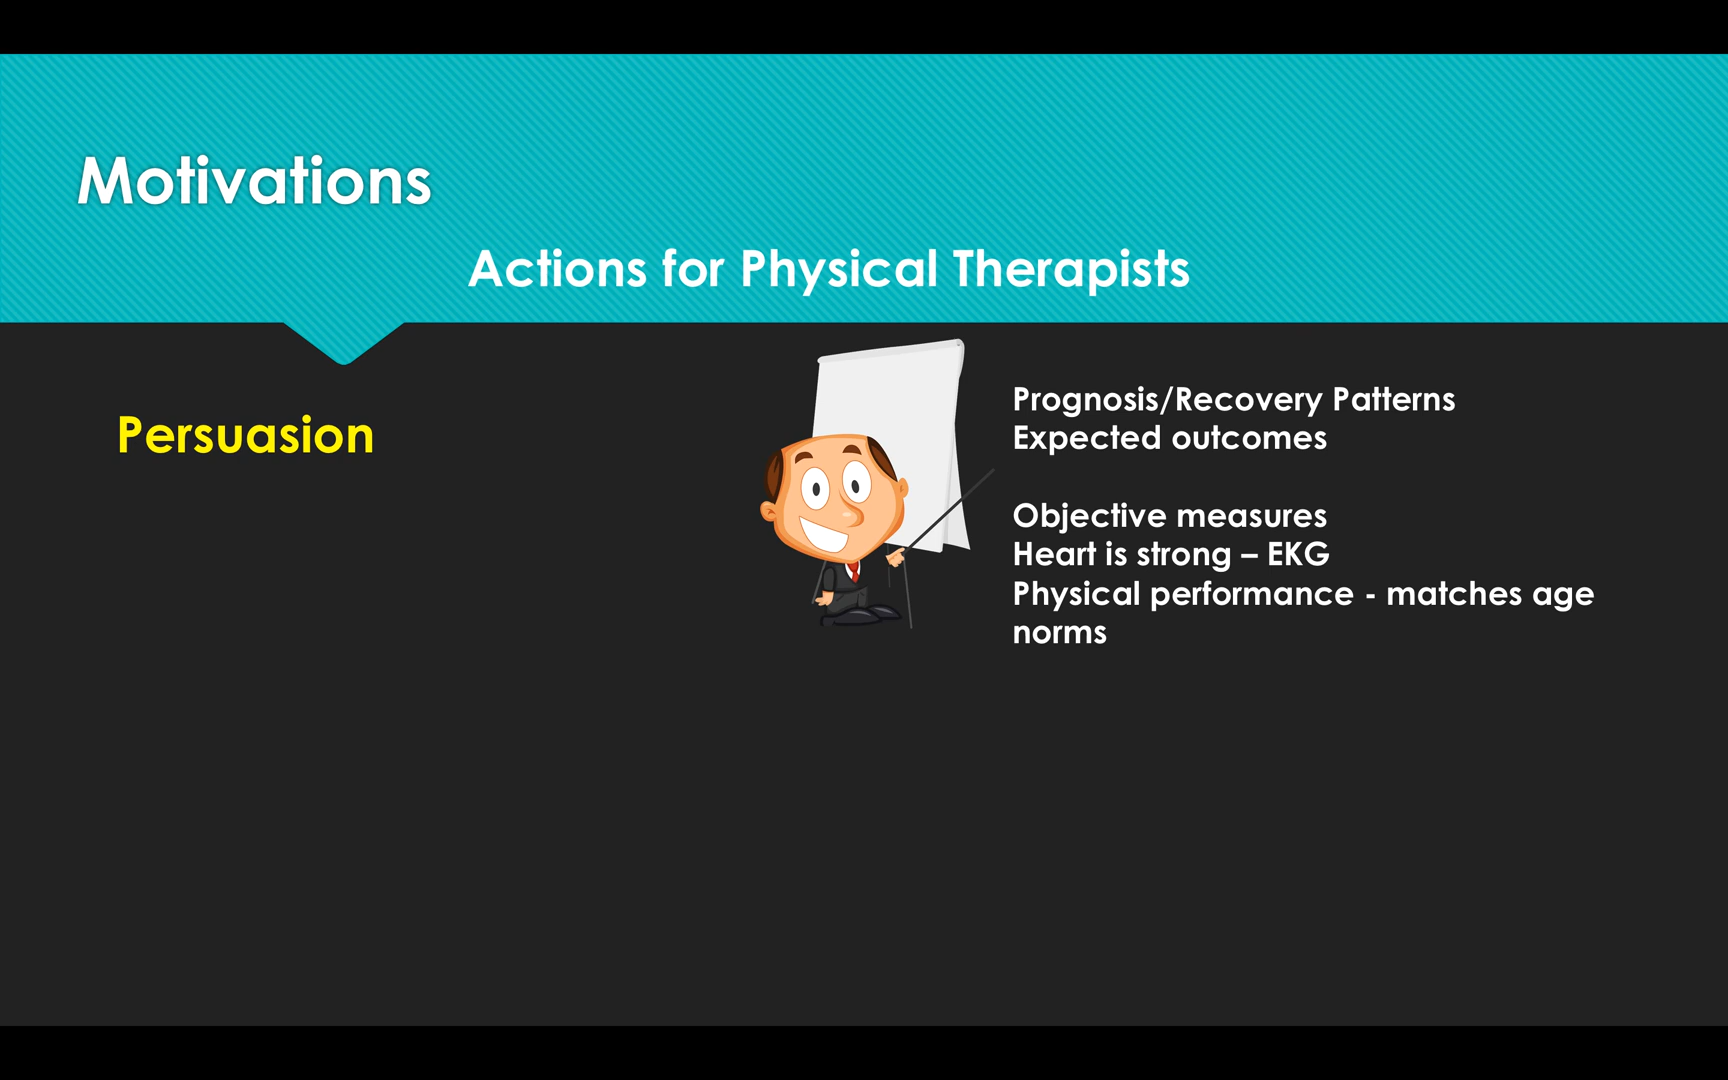 Motivations
Actions for Physical Therapists
Persuasion
Prognosis/Recovery Patterns
Expected outcomes
Objective measures
Heart is strong – EKG
Physical performance - matches age
norms